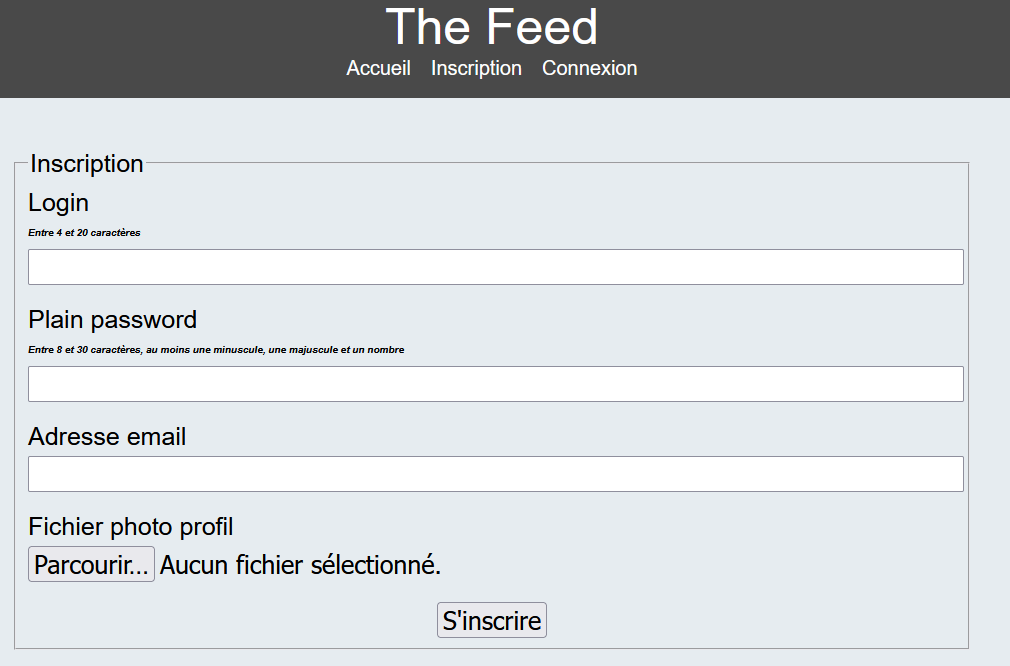 The Feed
Accueil Inscription Connexion
Inscription
Login
Entre 4 et 20 caractères
Plain password
Entre 8 et 30 caractères, au moins une minuscule, une majuscule et un nombre
Adresse email
Fichier photo profil
Parcourir... Aucun fichier sélectionné.
S'inscrire